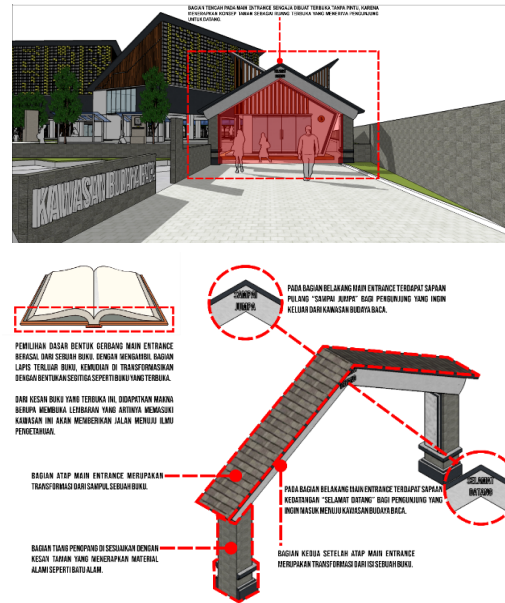 BAGIAN TENGAH PADA MAIN ENTRANCE SENGAJA DIBUAT TERBUKA TANPA PINTU, KARENA
MENERAPKAN KONSEP TAMAN SEBAGAI RUANG TERBUKA YANG MENERIMA PENGUNJUNG
UNTUK DATANG.
KAWASAN BUDAYA BACA
SAMPAI
JUMPA
PADA BAGIAN BELAKANG MAIN ENTRANCE TERDAPAT SAPAAN
PULANG "SAMPAI JUMPA" BAGI PENGUNJUNG YANG INGIN
KELUAR DARI KAWASAN BUDAYA BACA.
PEMILIHAN DASAR BENTUK GERBANG MAIN ENTRANCE
BERASAL DARI SEBUAH BUKU. DENGAN MENGAMBIL BAGIAN
LAPIS TERLUAR BUKU, KEMUDIAN DI TRANSFORMASIKAN
DENGAN BENTUKAN SEGITIGA SEPERTI BUKU YANG TERBUKA.
DARI KESAN BUKU YANG TERBUKA INI, DIDAPATKAN MAKNA
BERUPA MEMBUKA LEMBARAN YANG ARTINYA MEMASUKI
KAWASAN INI AKAN MEMBERIKAN JALAN MENUJU ILMU
PENGETAHUAN.
BAGIAN ATAP MAIN ENTRANCE MERUPAKAN
TRANSFORMASI DARI SAMPUL SEBUAH BUKU.
SELAMAT
DATANG
PADA BAGIAN BELAKANG MAIN ENTRANCE TERDAPAT SAPAAN
KEDATANGAN "SELAMAT DATANG" BAGI PENGUNJUNG YANG
INGIN MASUK MENUJU KAWASAN BUDAYA BACA.
BAGIAN TIANG PENOPANG DI SESUAIKAN DENGAN
KESAN TAMAN YANG MENERAPKAN MATERIAL
ALAMI SEPERTI BATU ALAM.
BAGIAN KEDUA SETELAH ATAP MAIN ENTRANCE
MERUPAKAN TRANSFORMASI DARI ISI SEBUAH BUKU.